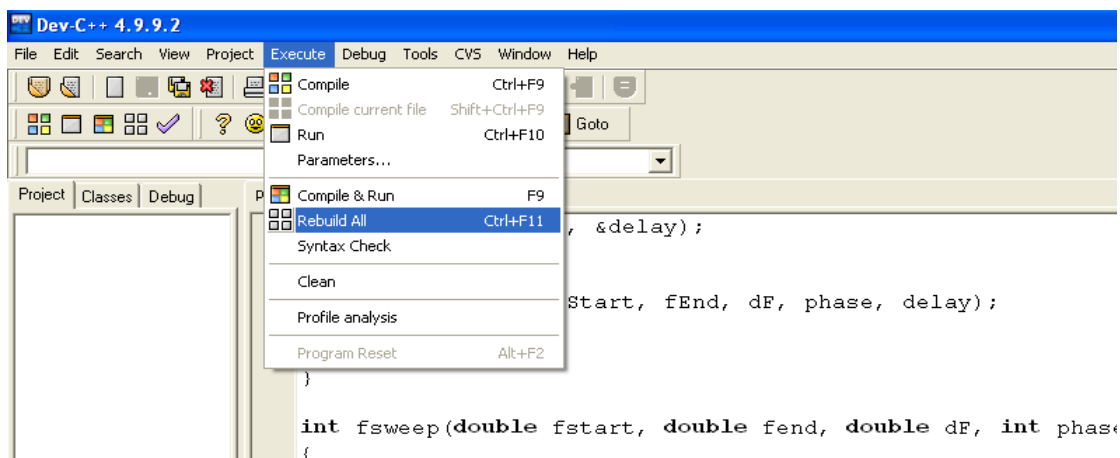 Dev-C++ 4.9.9.2
File Edit Search View Project Execute Debug Tools CVS Window Help
Compile Ctrl+F9
Compile current file Shift+Ctrl+F9
Goto
Run Ctrl+F10
Parameters...
Project Classes Debug
Compile & Run F9
Rebuild All Ctrl+F11
, &delay);
Syntax Check
Clean
Start, fEnd, dF, phase, delay);
Profile analysis
Program Reset Alt+F2
}
int fsweep(double fstart, double fend, double dF, int phase
{